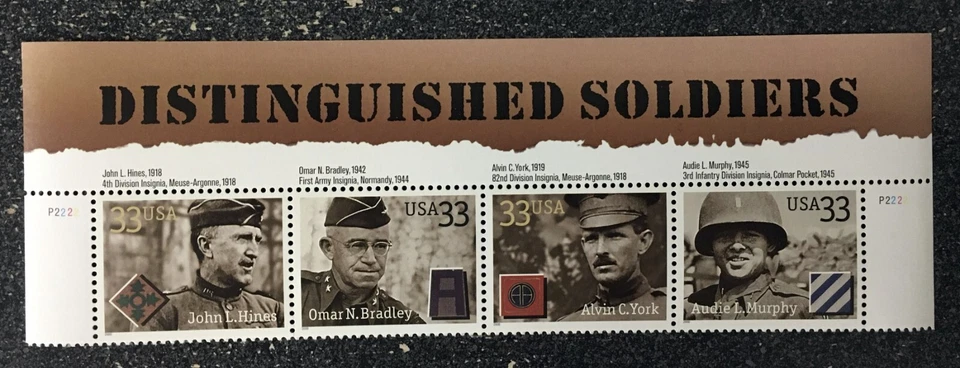 DISTINGUISHED SOLDIERS
John L. Hines, 1918
4th Division Insignia, Meuse-Argonne, 1918
Omar N. Bradley, 1942
First Army Insignia, Normandy, 1944
Alvin C. York, 1919
82nd Division Insignia, Meuse-Argonne, 1918
Audie L. Murphy, 1945
3rd Infantry Division Insignia, Colmar Pocket, 1945
P2222
33USA
John L. Hines
USA33
Omar N. Bradley
A
33USA
Alvin C. York
USA33
Audie L. Murphy
P222